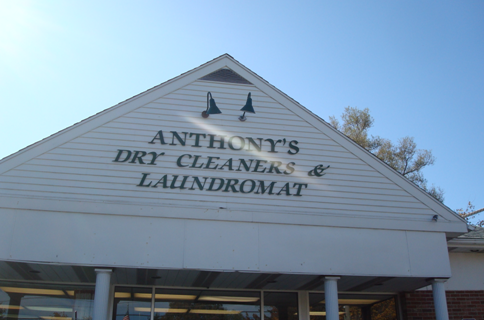 ANTHONY'S
DRY CLEANERS &
LAUNDROMAT